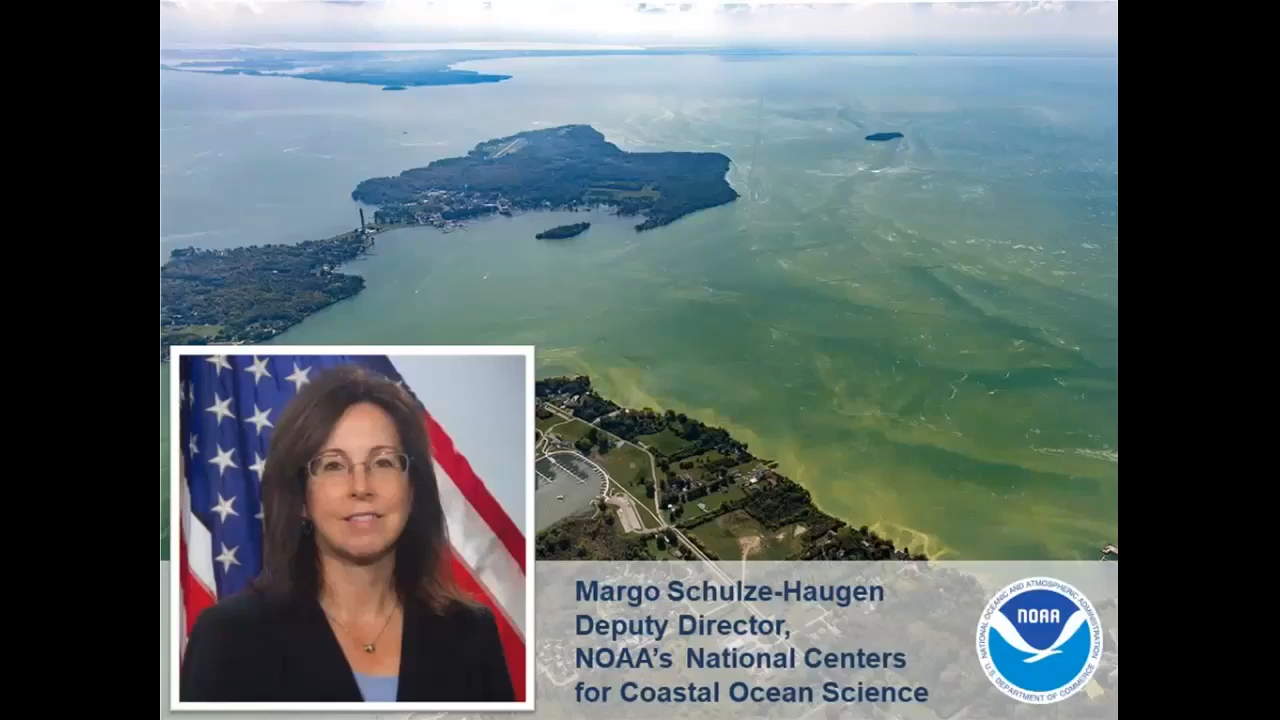 Margo Schulze-Haugen
Deputy Director,
NOAA's National Centers
for Coastal Ocean Science
NATIONAL OCEANIC AND ATMOSPHERIC ADMINISTRATION
NOAA
U.S. DEPARTMENT OF COMMERCE